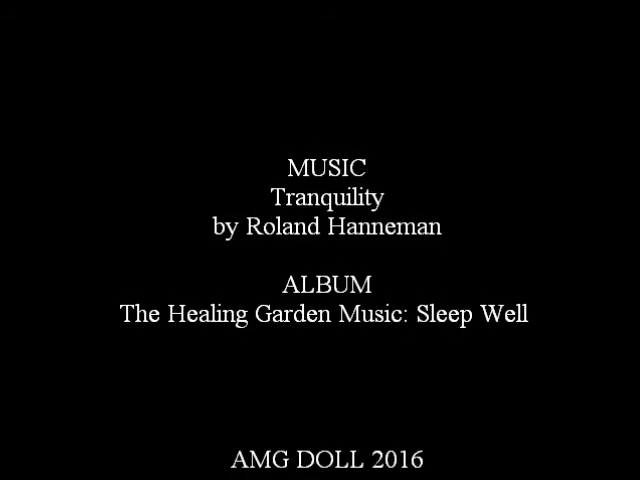 MUSIC
Tranquility
by Roland Hanneman
ALBUM
The Healing Garden Music: Sleep Well
AMG DOLL 2016